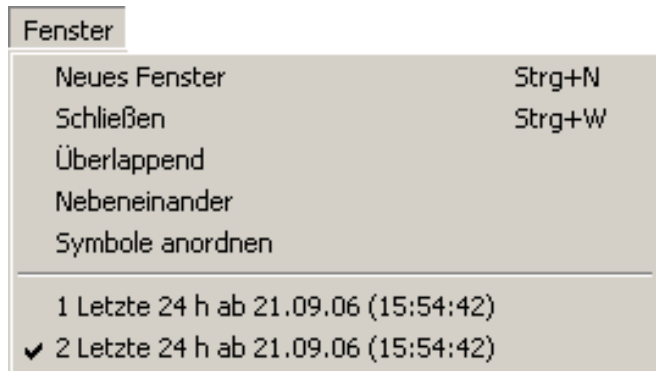 Fenster
Neues Fenster Strg+N
Schließen Strg+W
Überlappend
Nebeneinander
Symbole anordnen
1 Letzte 24 h ab 21.09.06 (15:54:42)
✓ 2 Letzte 24 h ab 21.09.06 (15:54:42)